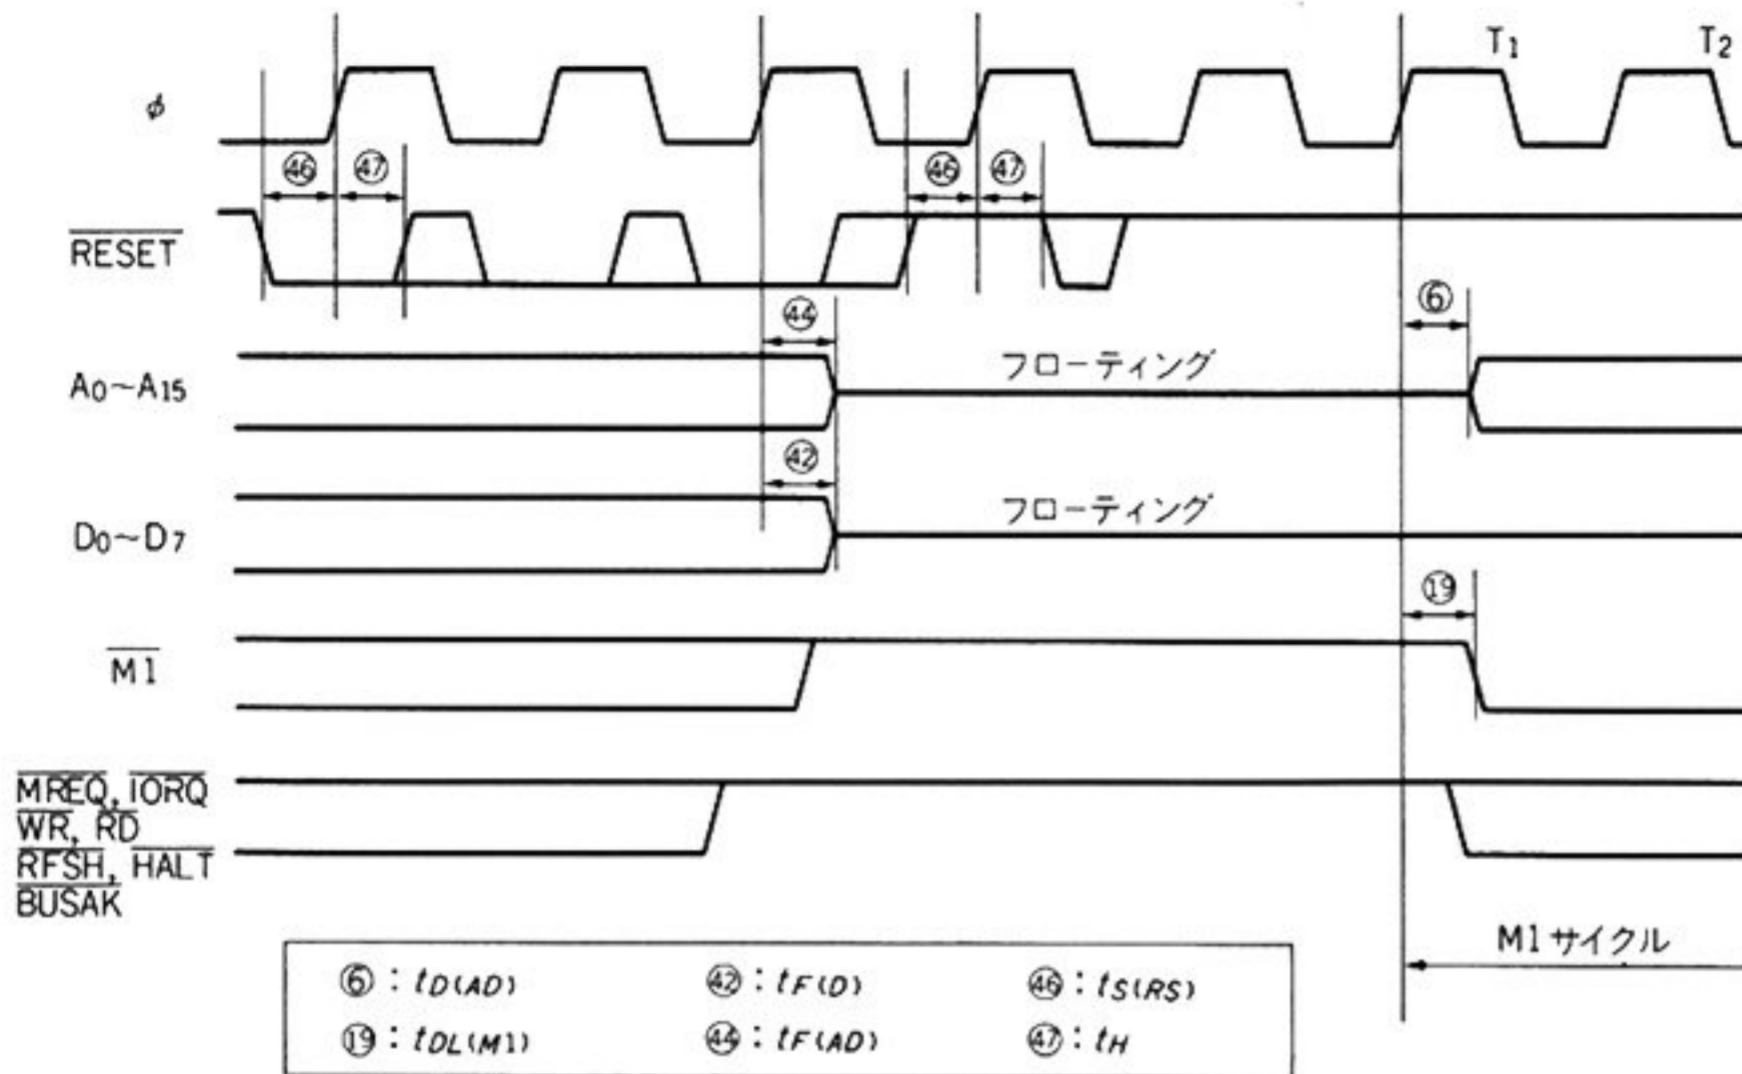 T1 T2
φ
㊻ ㊼ ㊻ ㊼
RESET
㊹ ⑥
A0~A15 フローティング
㊷
D0~D7 フローティング
⑲
M1
MREQ, IORQ
WR, RD
RFSH, HALT
BUSAK
M1サイクル
⑥: tD(AD) ㊷: tF(D) ㊻: tS(RS)
⑲: tDL(M1) ㊹: tF(AD) ㊼: tH